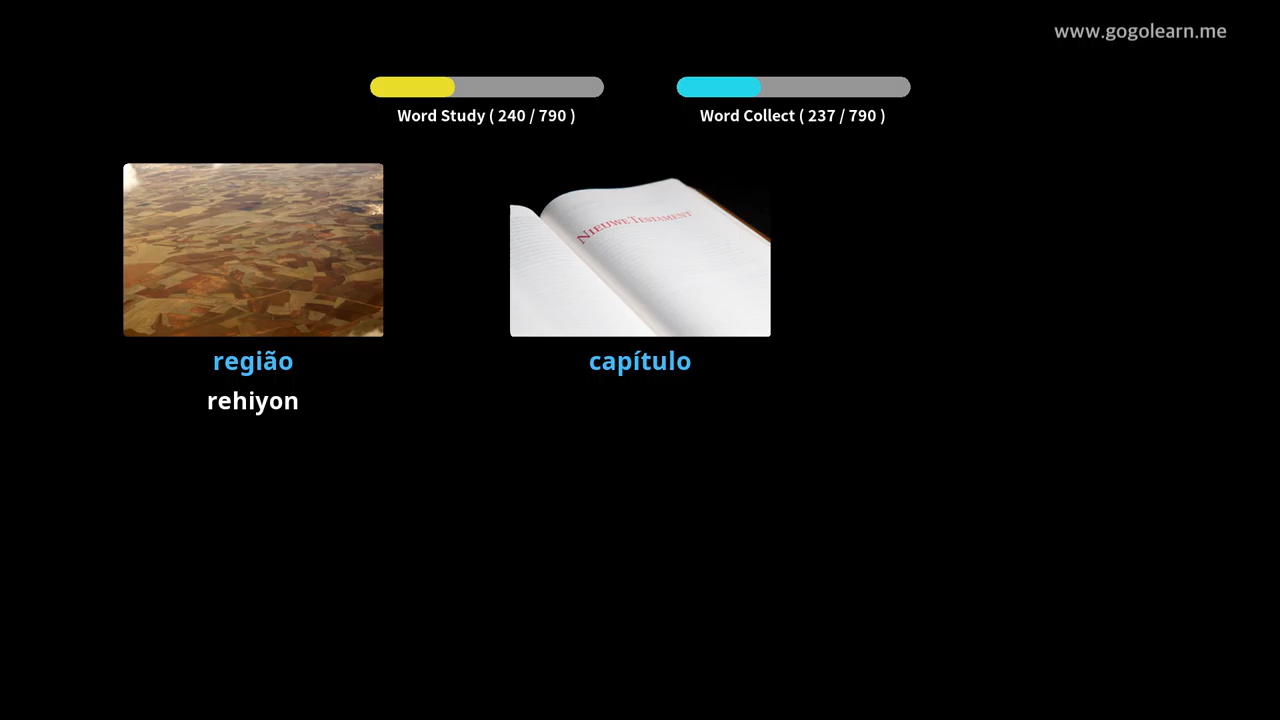 www.gogolearn.me
Word Study ( 240 / 790 )
Word Collect ( 237 / 790 )
NIEUWE TESTAMENT
região
capítulo
rehiyon